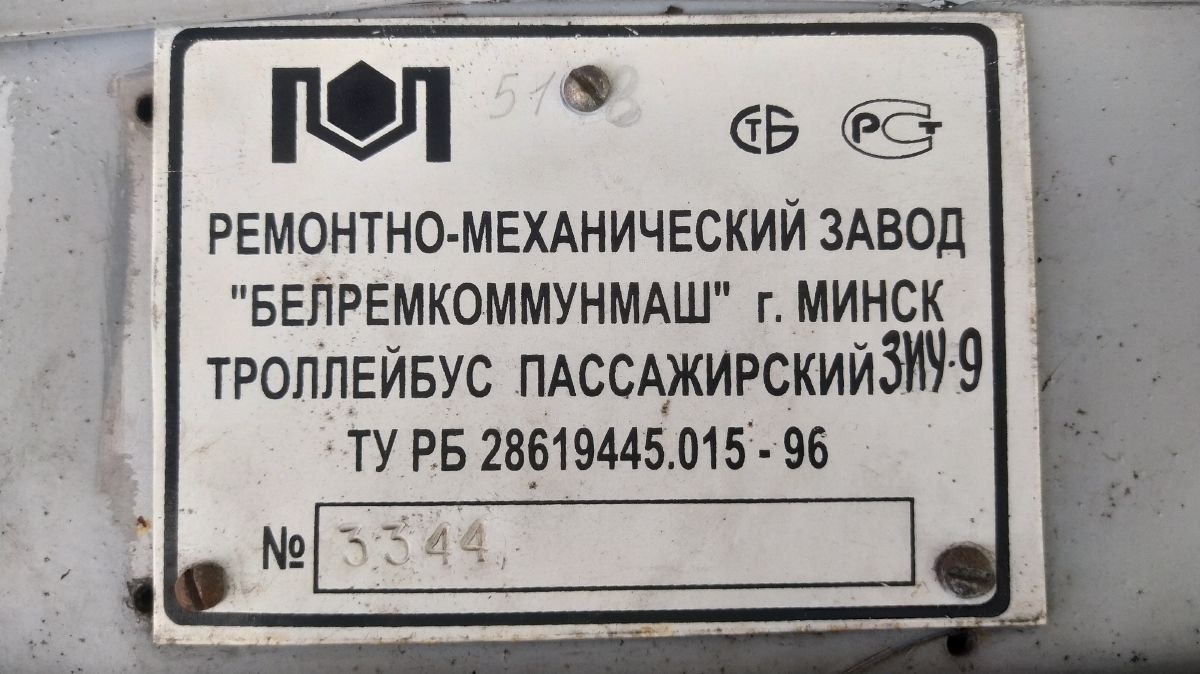 СТБ РСТ
РЕМОНТНО-МЕХАНИЧЕСКИЙ ЗАВОД
"БЕЛРЕМКОММУНМАШ" г. МИНСК
ТРОЛЛЕЙБУС ПАССАЖИРСКИЙ ЗИУ-9
ТУ РБ 28619445.015 - 96
№ 3344